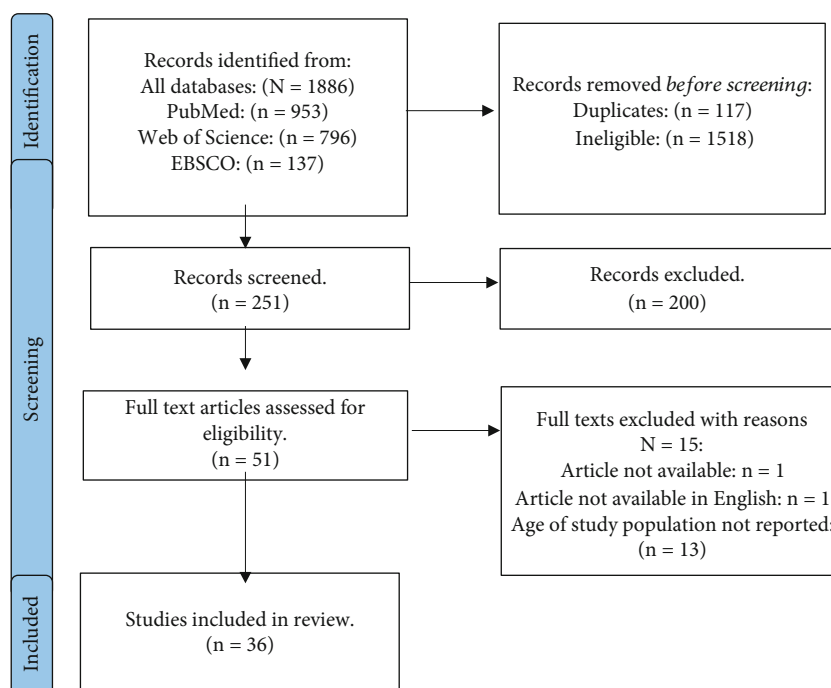 Identification
Records identified from:
All databases: (N = 1886)
PubMed: (n = 953)
Web of Science: (n = 796)
EBSCO: (n = 137)
Records removed before screening:
Duplicates: (n = 117)
Ineligible: (n = 1518)
Screening
Records screened.
(n = 251)
Records excluded.
(n = 200)
Full text articles assessed for
eligibility.
(n = 51)
Full texts excluded with reasons
N = 15:
Article not available: n = 1
Article not available in English: n = 1
Age of study population not reported:
(n = 13)
Included
Studies included in review.
(n = 36)